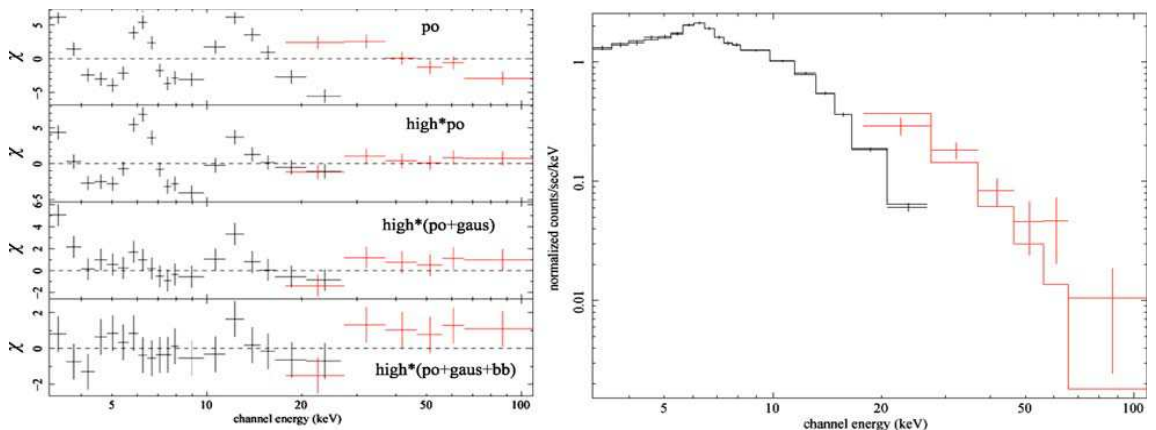 po
χ
5
0
−5
high*po
χ
5
0
-5
high*(po+gaus)
χ
6
4
2
0
−2
high*(po+gaus+bb)
χ
2
0
−2
5 10 20 50 100
channel energy (keV)
normalized counts/sec/keV
1
0.1
0.01
5 10 20 50 100
channel energy (keV)